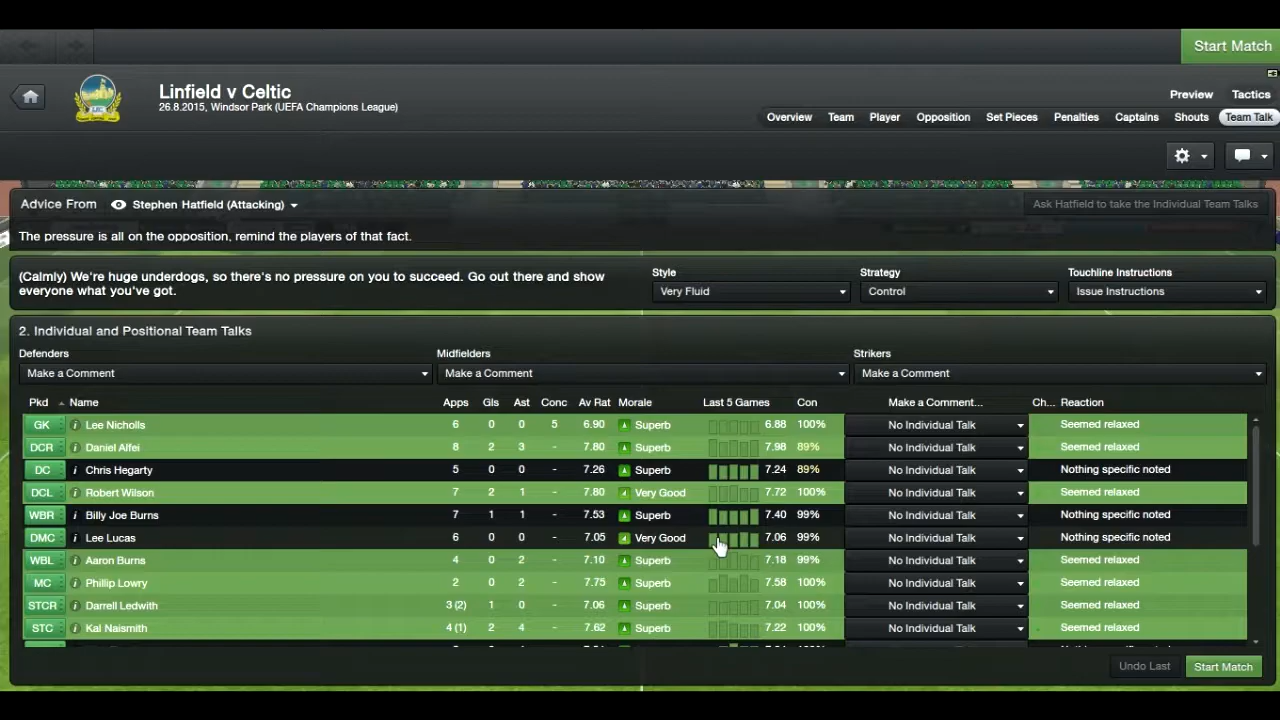 Start Match
Linfield v Celtic
26.8.2015, Windsor Park (UEFA Champions League)
Preview Tactics
Overview Team Player Opposition Set Pieces Penalties Captains Shouts Team Talk
Advice From Stephen Hatfield (Attacking) Ask Hatfield to take the Individual Team Talks
The pressure is all on the opposition, remind the players of that fact.
(Calmly) We're huge underdogs, so there's no pressure on you to succeed. Go out there and show
everyone what you've got.
Style Strategy Touchline Instructions
Very Fluid Control Issue Instructions
2. Individual and Positional Team Talks
Defenders Midfielders Strikers
Make a Comment Make a Comment Make a Comment
Pkd Name Apps Gls Ast Conc Av Rat Morale Last 5 Games Con Make a Comment... Ch... Reaction
GK i Lee Nicholls 6 0 0 5 6.90 Superb 6.88 100% No Individual Talk Seemed relaxed
DCR i Daniel Alfei 8 2 3 - 7.80 Superb 7.98 89% No Individual Talk Seemed relaxed
DC i Chris Hegarty 5 0 0 - 7.26 Superb 7.24 89% No Individual Talk Nothing specific noted
DCL i Robert Wilson 7 2 1 - 7.80 Very Good 7.72 100% No Individual Talk Seemed relaxed
WBR i Billy Joe Burns 7 1 1 - 7.53 Superb 7.40 99% No Individual Talk Nothing specific noted
DMC i Lee Lucas 6 0 0 - 7.05 Very Good 7.06 99% No Individual Talk Nothing specific noted
WBL i Aaron Burns 4 0 2 - 7.10 Superb 7.18 99% No Individual Talk Seemed relaxed
MC i Phillip Lowry 2 0 2 - 7.75 Superb 7.58 100% No Individual Talk Seemed relaxed
STCR i Darrell Ledwith 3 (2) 1 0 - 7.06 Superb 7.04 100% No Individual Talk Seemed relaxed
STC i Kal Naismith 4 (1) 2 4 - 7.62 Superb 7.22 100% No Individual Talk Seemed relaxed
Undo Last Start Match